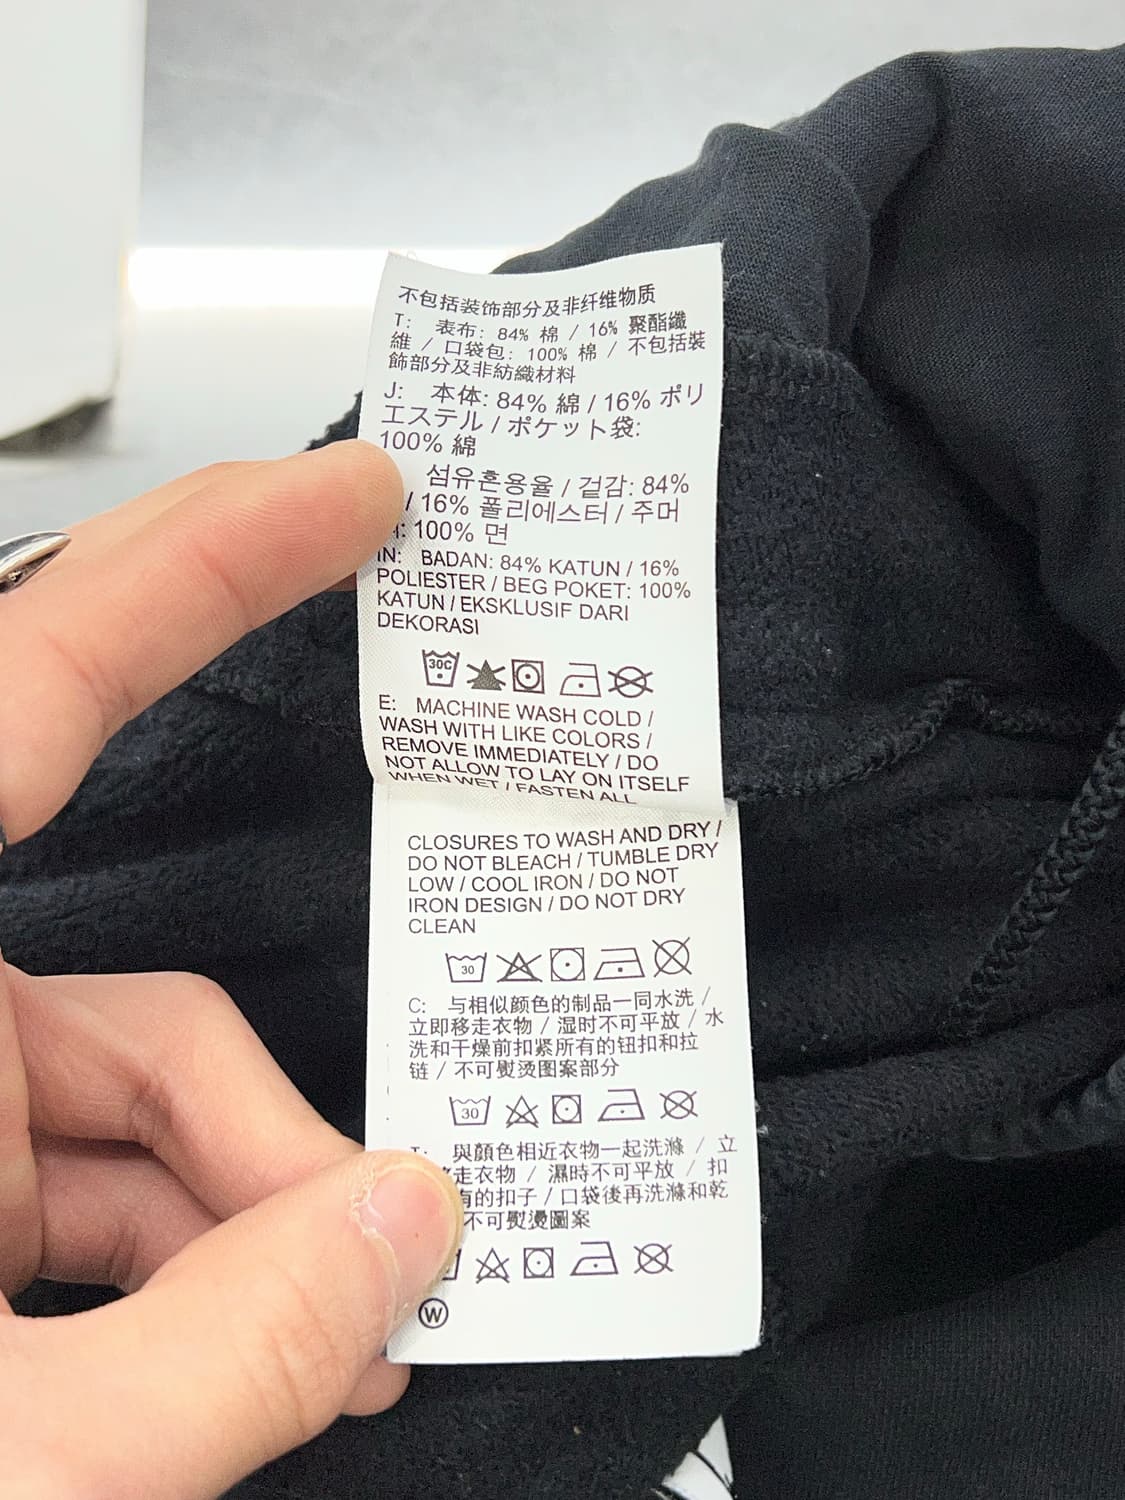 不包括装饰部分及非纤维物质
T: 表布: 84% 棉 / 16% 聚酯纖
維 / 口袋包: 100% 棉 / 不包括裝
飾部分及非紡織材料
J: 本体: 84% 綿 / 16% ポリ
エステル / ポケット袋:
100% 綿
섬유혼용율 / 겉감: 84%
/ 16% 폴리에스터 / 주머
: 100% 면
IN: BADAN: 84% KATUN / 16%
POLIESTER / BEG POKET: 100%
KATUN / EKSKLUSIF DARI
DEKORASI
30C
E: MACHINE WASH COLD /
WASH WITH LIKE COLORS /
REMOVE IMMEDIATELY / DO
NOT ALLOW TO LAY ON ITSELF
WHEN WET / FASTEN ALL
CLOSURES TO WASH AND DRY /
DO NOT BLEACH / TUMBLE DRY
LOW / COOL IRON / DO NOT
IRON DESIGN / DO NOT DRY
CLEAN
30
C: 与相似颜色的制品一同水洗 /
立即移走衣物 / 湿时不可平放 / 水
洗和干燥前扣紧所有的钮扣和拉
链 / 不可熨烫图案部分
30
T: 與顏色相近衣物一起洗滌 / 立
走衣物 / 濕時不可平放 / 扣
有的扣子 / 口袋後再洗滌和乾
不可熨燙圖案
W